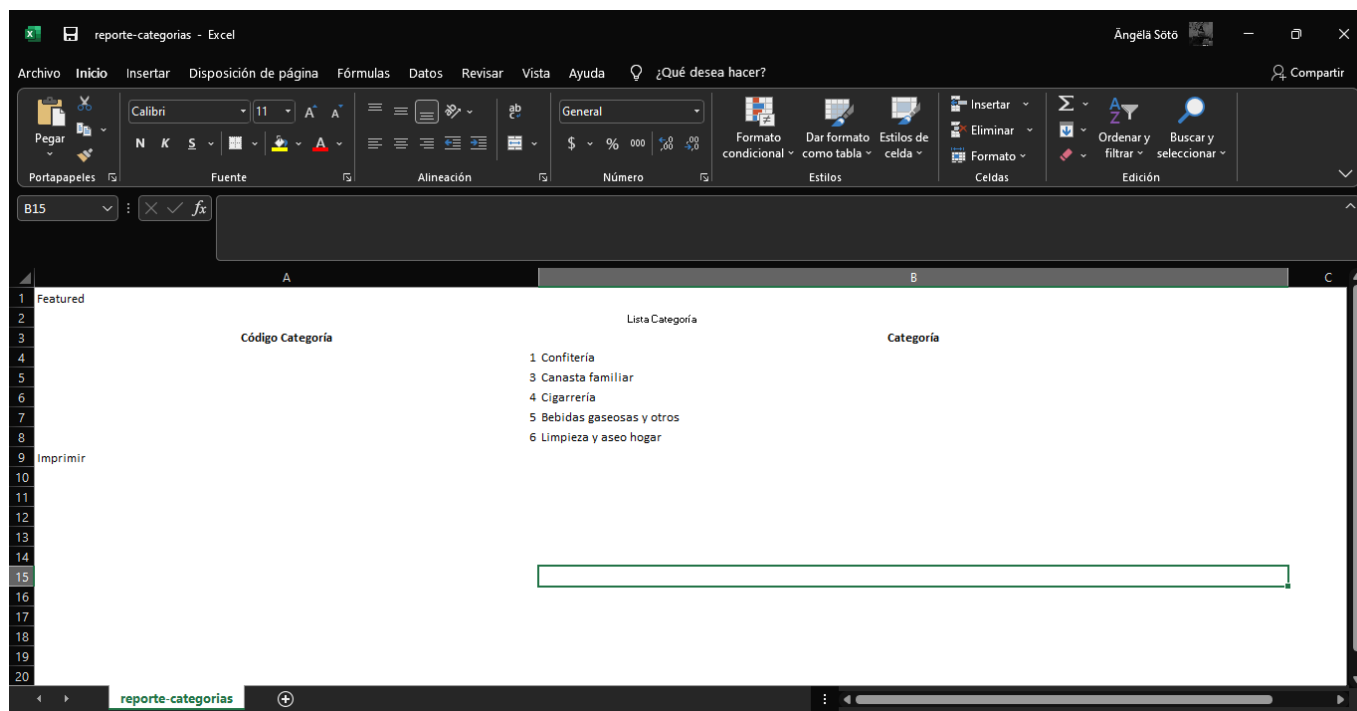 reporte-categorias - Excel
Ängëlä Sötö
Archivo Inicio Insertar Disposición de página Fórmulas Datos Revisar Vista Ayuda ¿Qué desea hacer? Compartir
Pegar
Portapapeles
Calibri 11 A A
N K S A
Fuente
ab
Alineación
General
$ % 000
Número
Formato condicional
Dar formato como tabla
Estilos de celda
Estilos
Insertar
Eliminar
Formato
Celdas
Σ
Ordenar y filtrar
Buscar y seleccionar
Edición
B15 fx
A B C
1 Featured
2 Lista Categoría
3 Código Categoría Categoría
4 1 Confitería
5 3 Canasta familiar
6 4 Cigarrería
7 5 Bebidas gaseosas y otros
8 6 Limpieza y aseo hogar
9 Imprimir
10
11
12
13
14
15
16
17
18
19
20
reporte-categorias